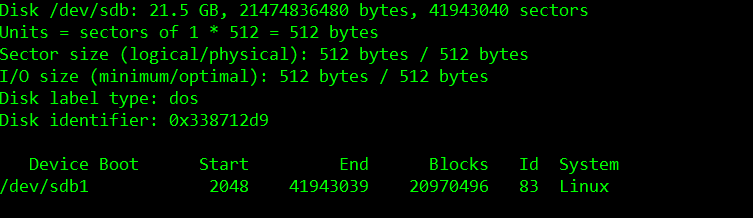 Disk /dev/sdb: 21.5 GB, 21474836480 bytes, 41943040 sectors
Units = sectors of 1 * 512 = 512 bytes
Sector size (logical/physical): 512 bytes / 512 bytes
I/O size (minimum/optimal): 512 bytes / 512 bytes
Disk label type: dos
Disk identifier: 0x338712d9
Device Boot Start End Blocks Id System
/dev/sdb1 2048 41943039 20970496 83 Linux